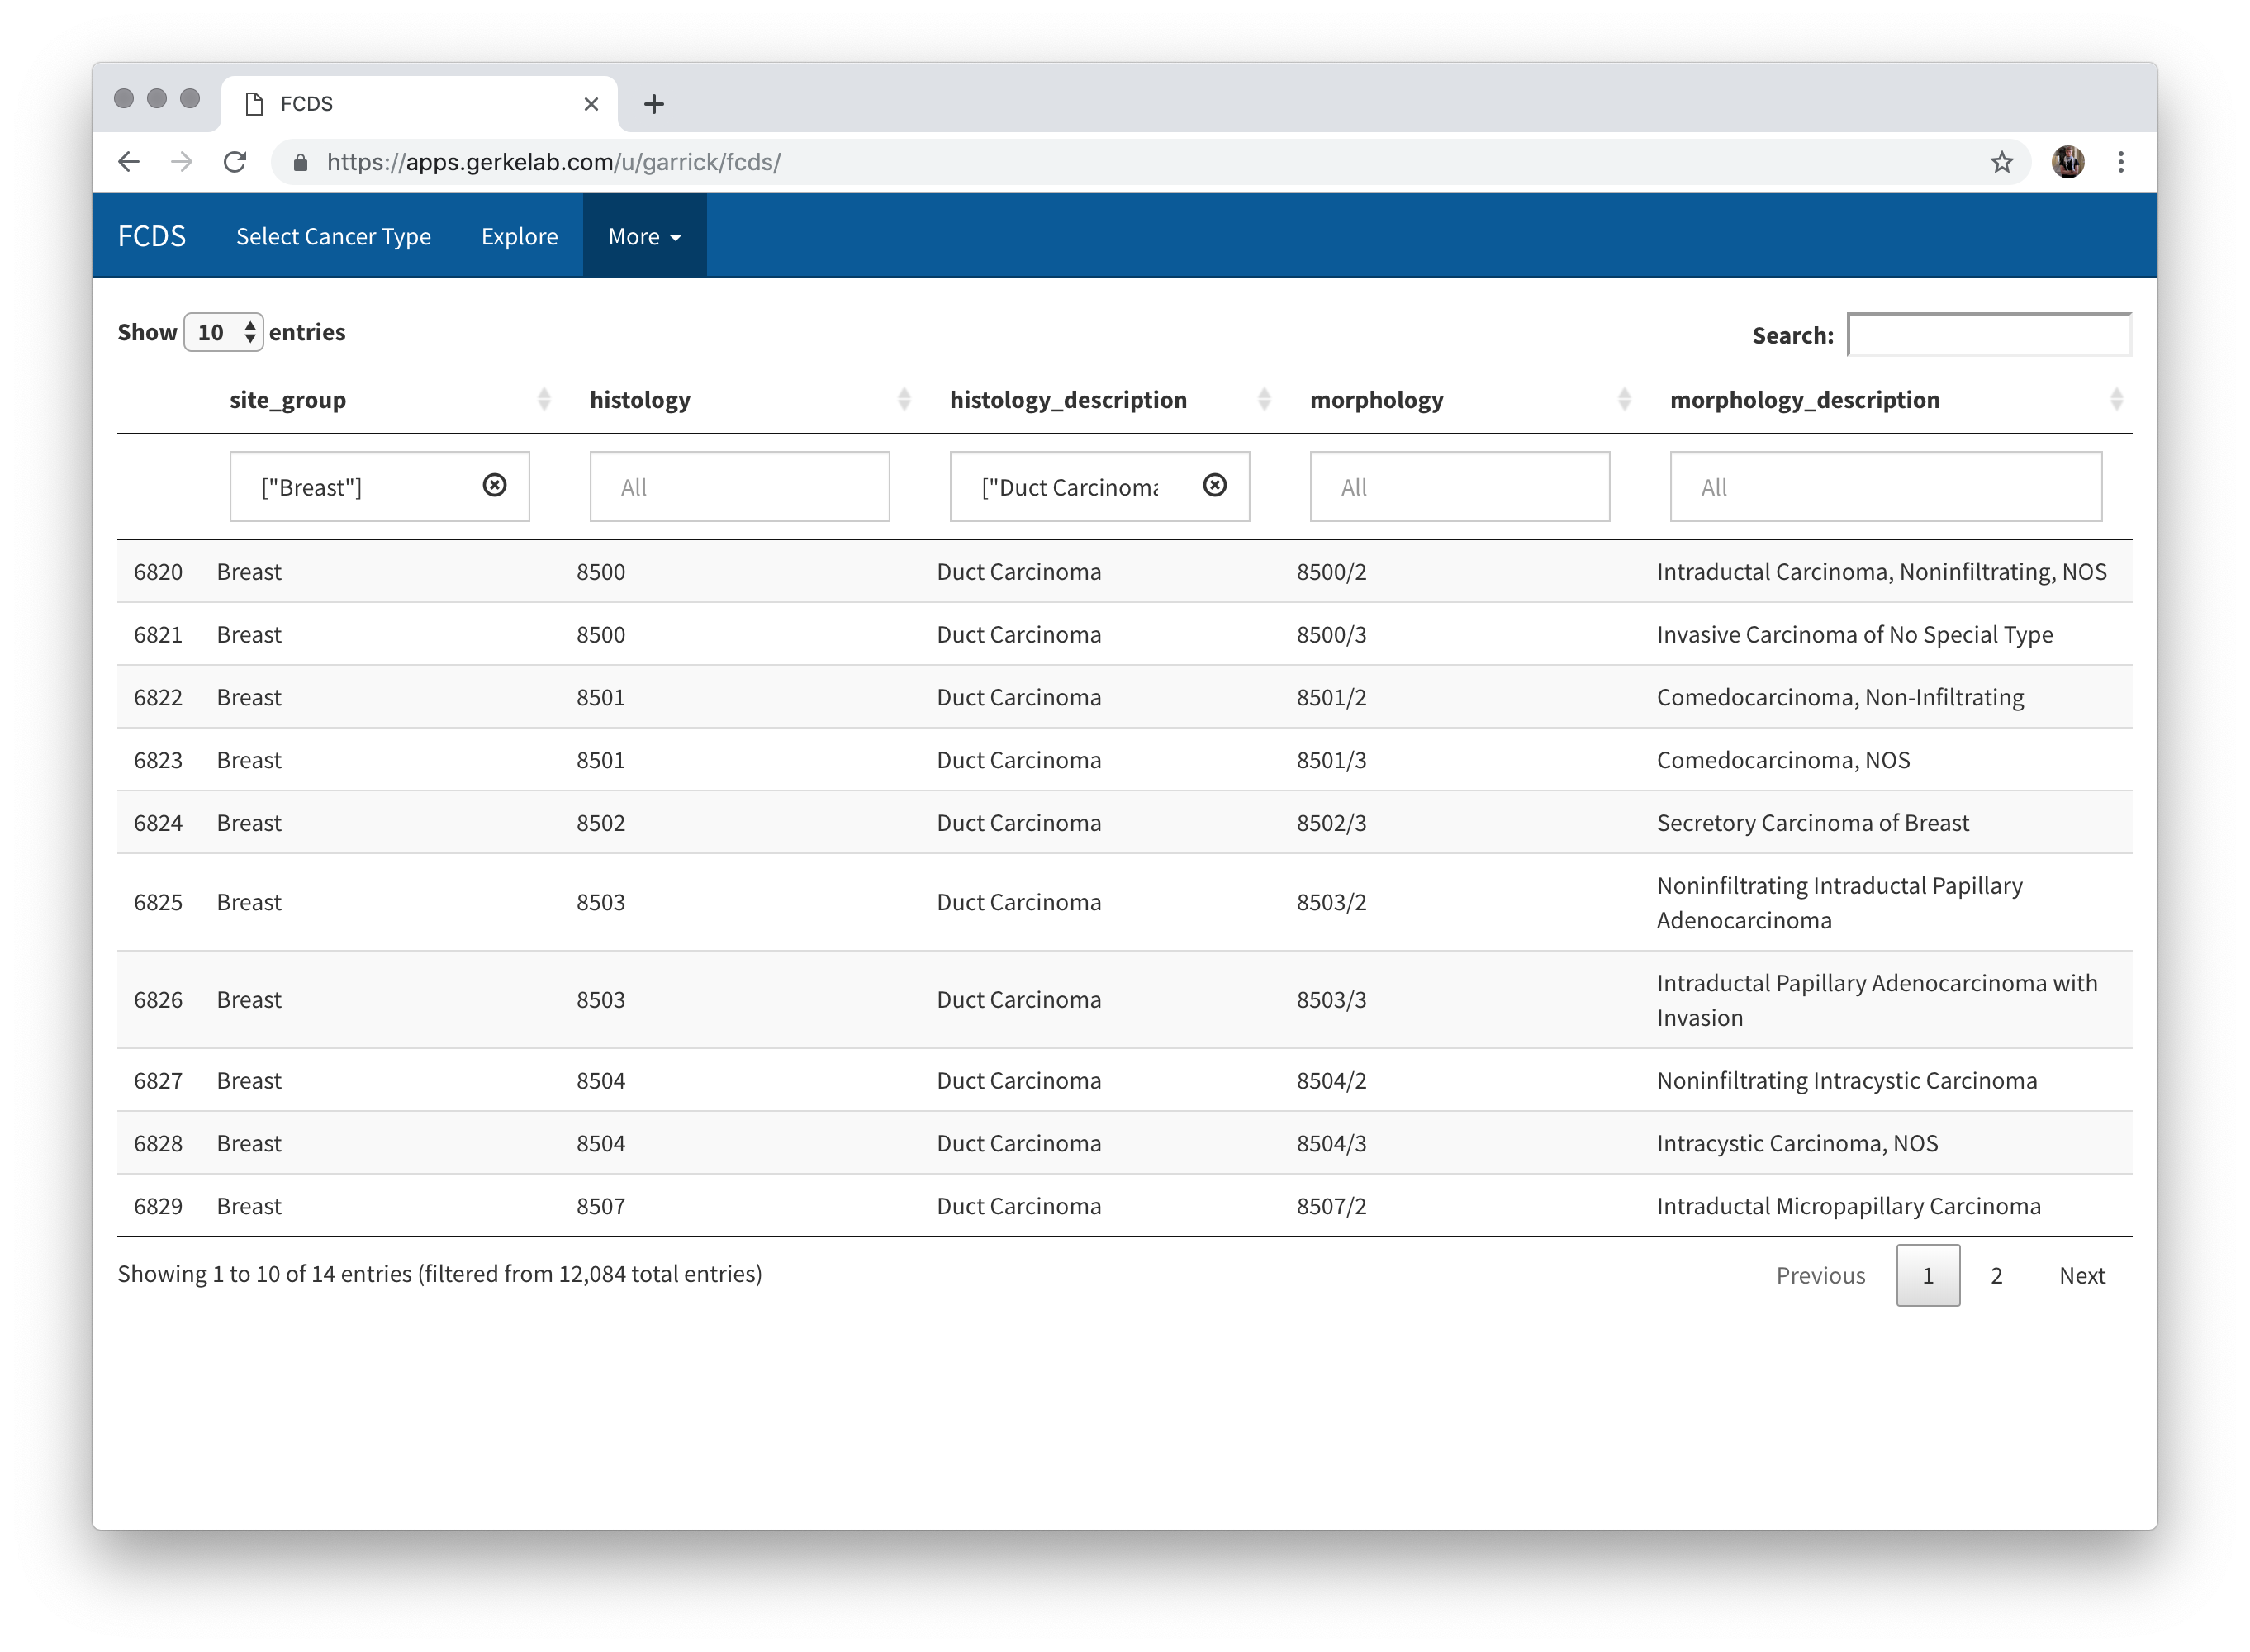 FCDS
https://apps.gerkelab.com/u/garrick/fcds/
FCDS Select Cancer Type Explore More
Show 10 entries Search:
site_group histology histology_description morphology morphology_description
["Breast"] All ["Duct Carcinoma All All
6820 Breast 8500 Duct Carcinoma 8500/2 Intraductal Carcinoma, Noninfiltrating, NOS
6821 Breast 8500 Duct Carcinoma 8500/3 Invasive Carcinoma of No Special Type
6822 Breast 8501 Duct Carcinoma 8501/2 Comedocarcinoma, Non-Infiltrating
6823 Breast 8501 Duct Carcinoma 8501/3 Comedocarcinoma, NOS
6824 Breast 8502 Duct Carcinoma 8502/3 Secretory Carcinoma of Breast
6825 Breast 8503 Duct Carcinoma 8503/2 Noninfiltrating Intraductal Papillary
Adenocarcinoma
6826 Breast 8503 Duct Carcinoma 8503/3 Intraductal Papillary Adenocarcinoma with
Invasion
6827 Breast 8504 Duct Carcinoma 8504/2 Noninfiltrating Intracystic Carcinoma
6828 Breast 8504 Duct Carcinoma 8504/3 Intracystic Carcinoma, NOS
6829 Breast 8507 Duct Carcinoma 8507/2 Intraductal Micropapillary Carcinoma
Showing 1 to 10 of 14 entries (filtered from 12,084 total entries) Previous 1 2 Next